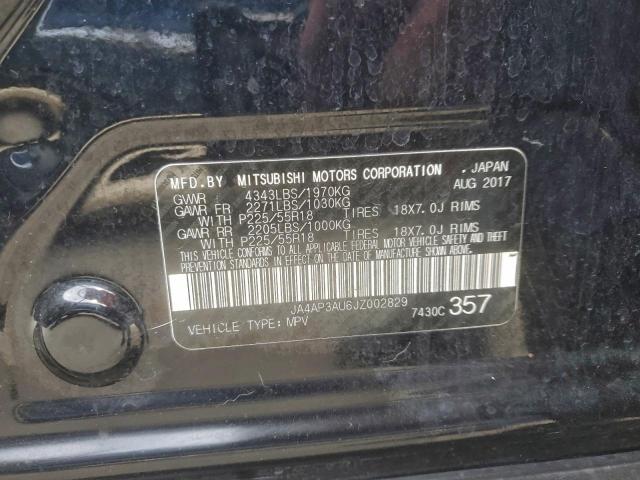 MFD.BY MITSUBISHI MOTORS CORPORATION , JAPAN
GVWR 4343LBS/1970KG AUG 2017
GAWR FR 2271LBS/1030KG
WITH P225/55R18 TIRES 18X7.0J RIMS
GAWR RR 2205LBS/1000KG
WITH P225/55R18 TIRES 18X7.0J RIMS
THIS VEHICLE CONFORMS TO ALL APPLICABLE FEDERAL MOTOR VEHICLE SAFETY AND THEFT
PREVENTION STANDARDS IN EFFECT ON THE DATE OF MANUFACTURE SHOWN ABOVE.
JA4AP3AU6JZ002829
VEHICLE TYPE: MPV 7430C 357